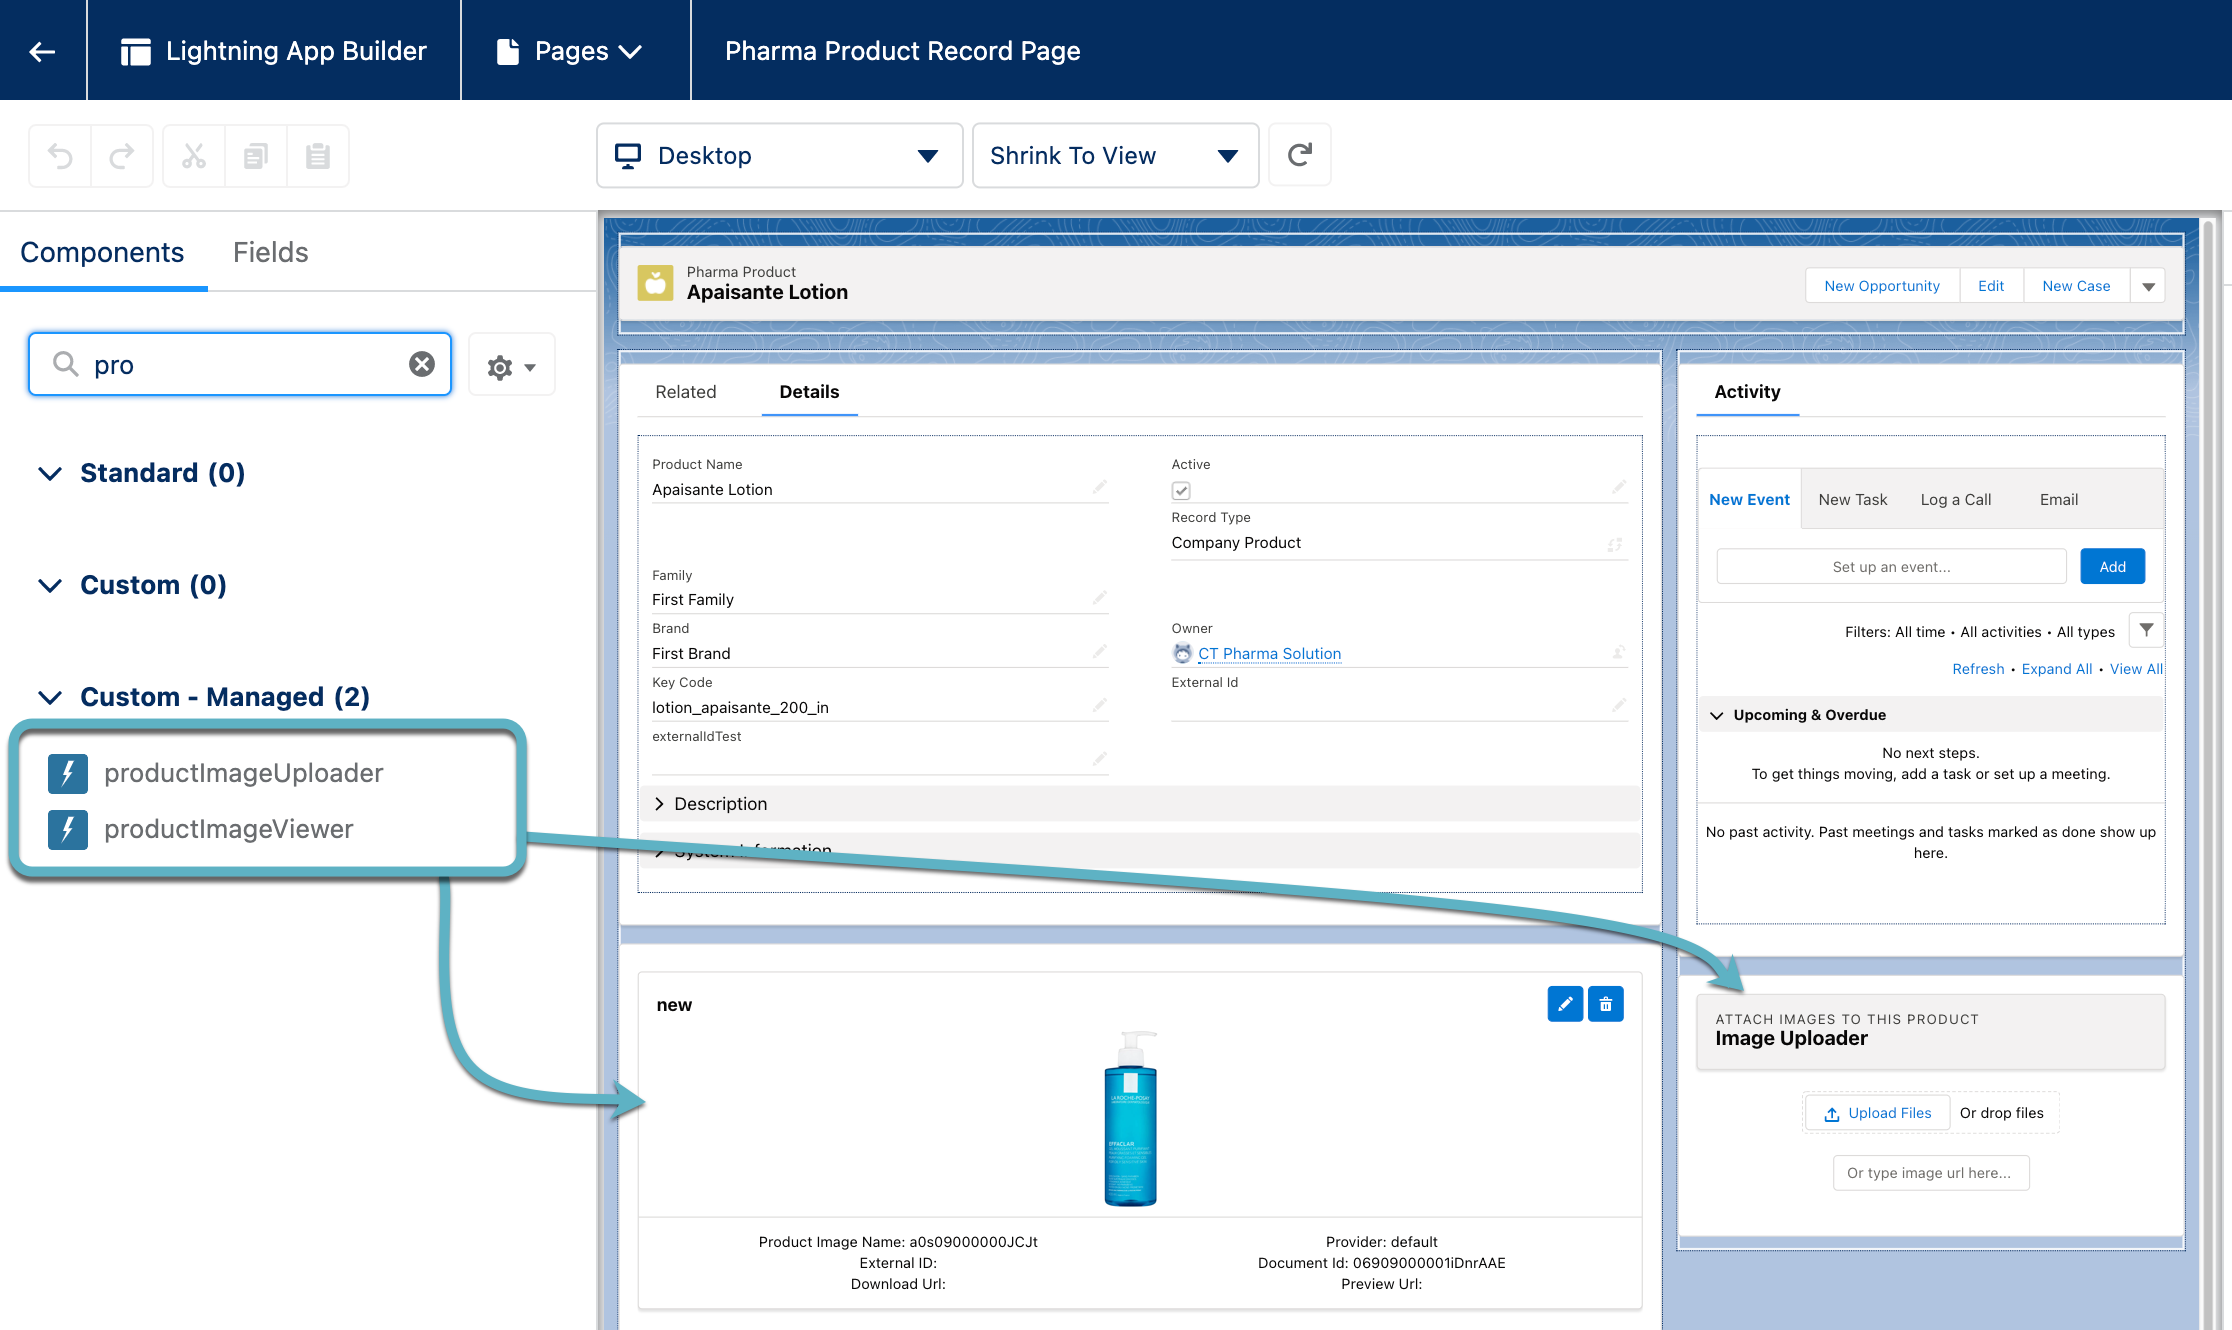 Lightning App Builder
Pages
Pharma Product Record Page
Desktop
Shrink To View
Components
Fields
pro
Standard (0)
Custom (0)
Custom - Managed (2)
productImageUploader
productImageViewer
Pharma Product
Apaisante Lotion
New Opportunity
Edit
New Case
Related
Details
Product Name
Apaisante Lotion
Active
Record Type
Company Product
Family
First Family
Brand
First Brand
Owner
CT Pharma Solution
Key Code
lotion_apaisante_200_in
External Id
externalIdTest
Description
System Information
new
LA ROCHE-POSAY
EFFACLAR
Product Image Name: a0s09000000JCJt
External ID:
Download Url:
Provider: default
Document Id: 06909000001iDnrAAE
Preview Url:
Activity
New Event
New Task
Log a Call
Email
Set up an event...
Add
Filters: All time • All activities • All types
Refresh • Expand All • View All
Upcoming & Overdue
No next steps.
To get things moving, add a task or set up a meeting.
No past activity. Past meetings and tasks marked as done show up
here.
ATTACH IMAGES TO THIS PRODUCT
Image Uploader
Upload Files
Or drop files
Or type image url here...